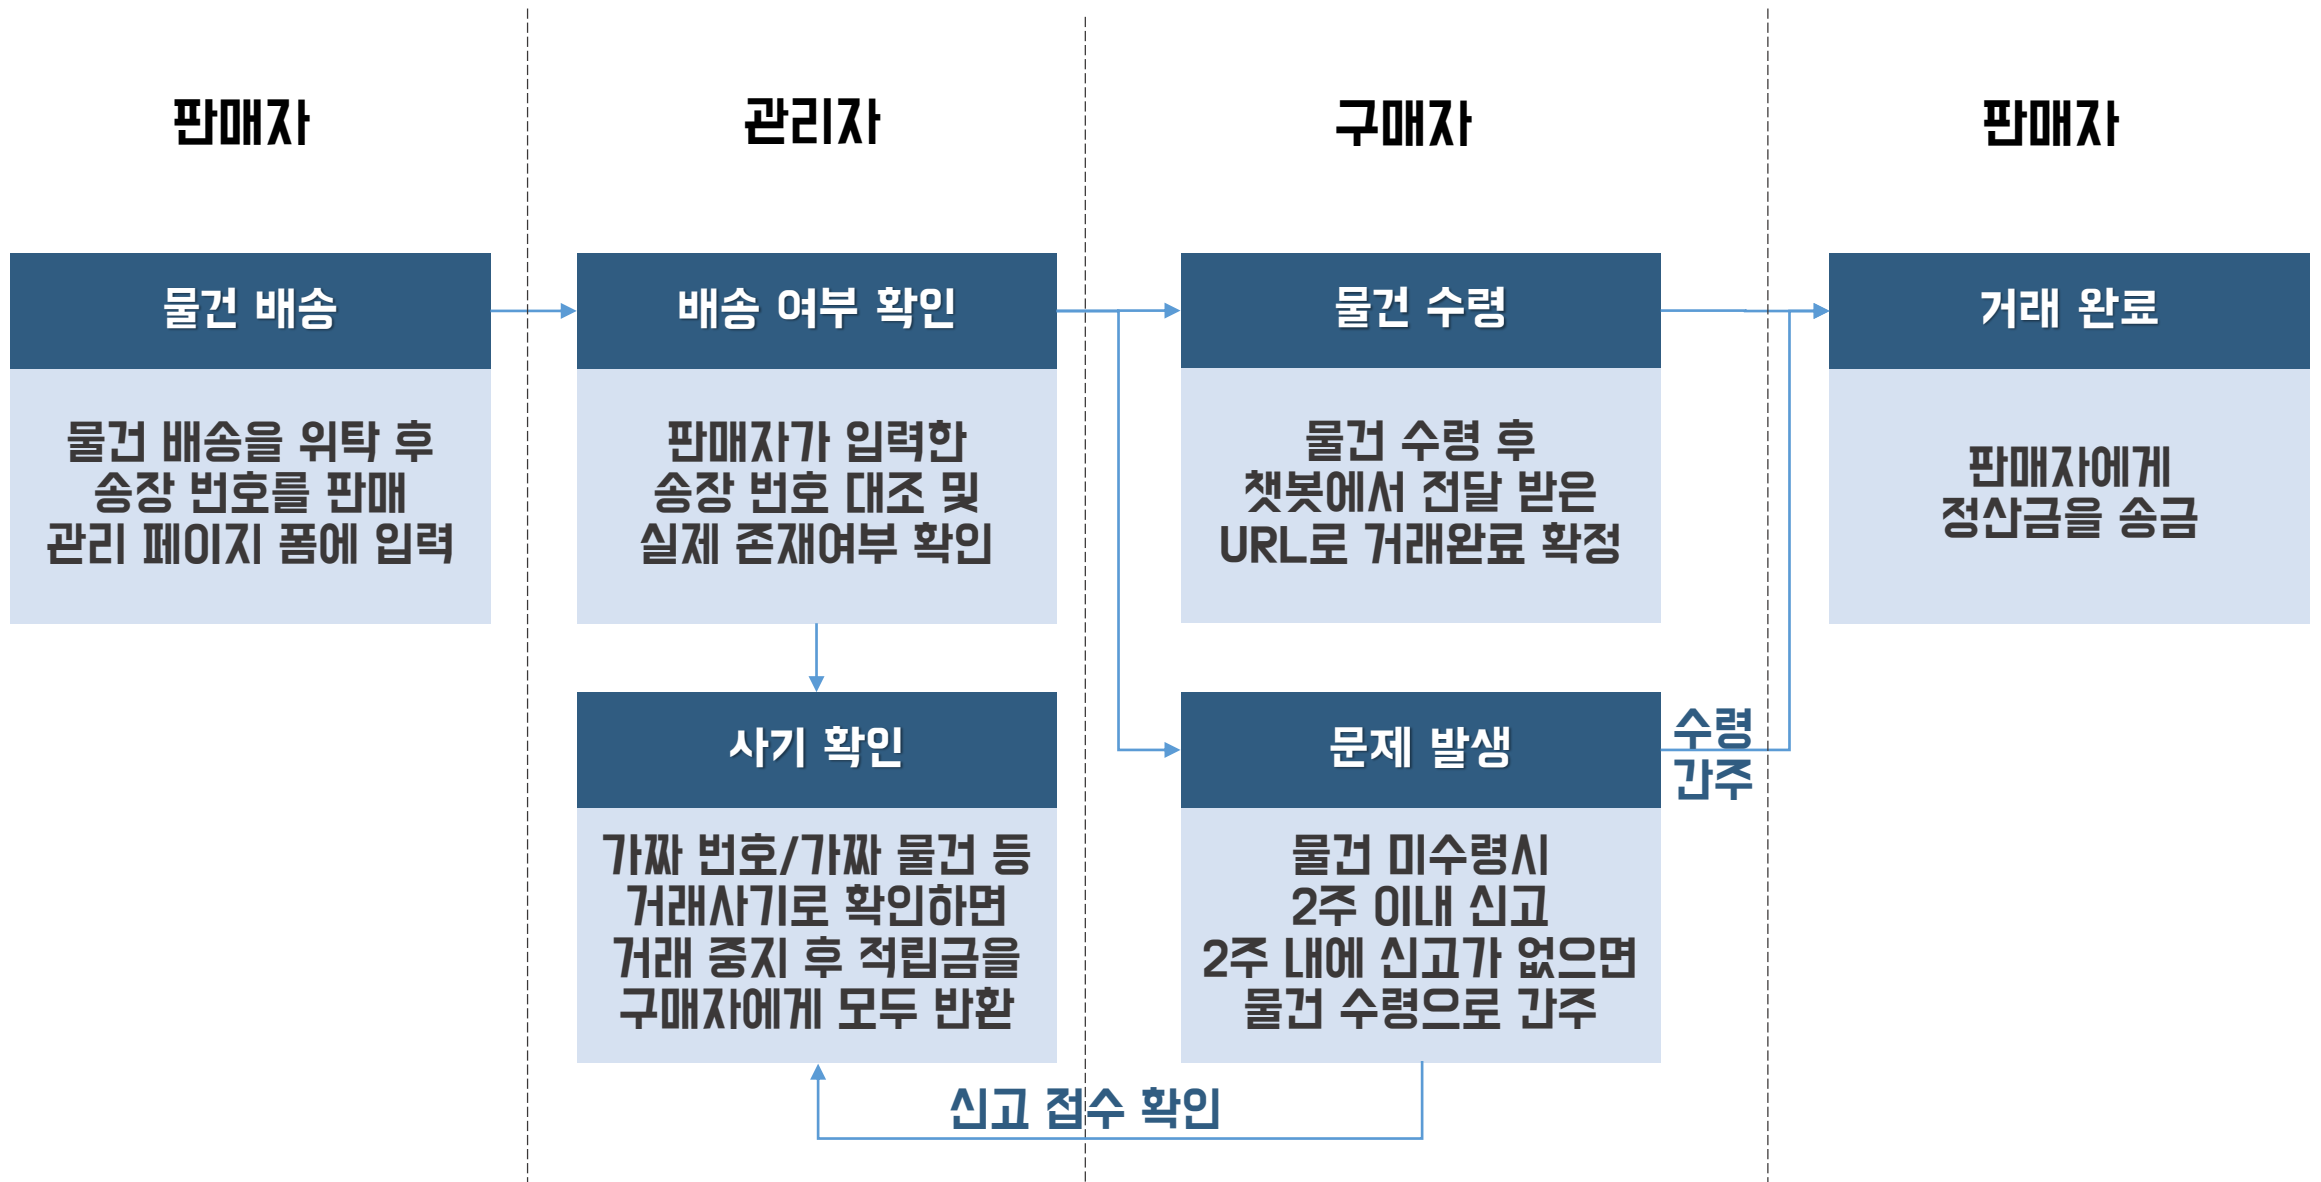 판매자
관리자
구매자
판매자
물건 배송
물건 배송을 위탁 후
송장 번호를 판매
관리 페이지 폼에 입력
배송 여부 확인
판매자가 입력한
송장 번호 대조 및
실제 존재여부 확인
물건 수령
물건 수령 후
챗봇에서 전달 받은
URL로 거래완료 확정
거래 완료
판매자에게
정산금을 송금
사기 확인
가짜 번호/가짜 물건 등
거래사기로 확인하면
거래 중지 후 적립금을
구매자에게 모두 반환
문제 발생
물건 미수령시
2주 이내 신고
2주 내에 신고가 없으면
물건 수령으로 간주
수령
간주
신고 접수 확인